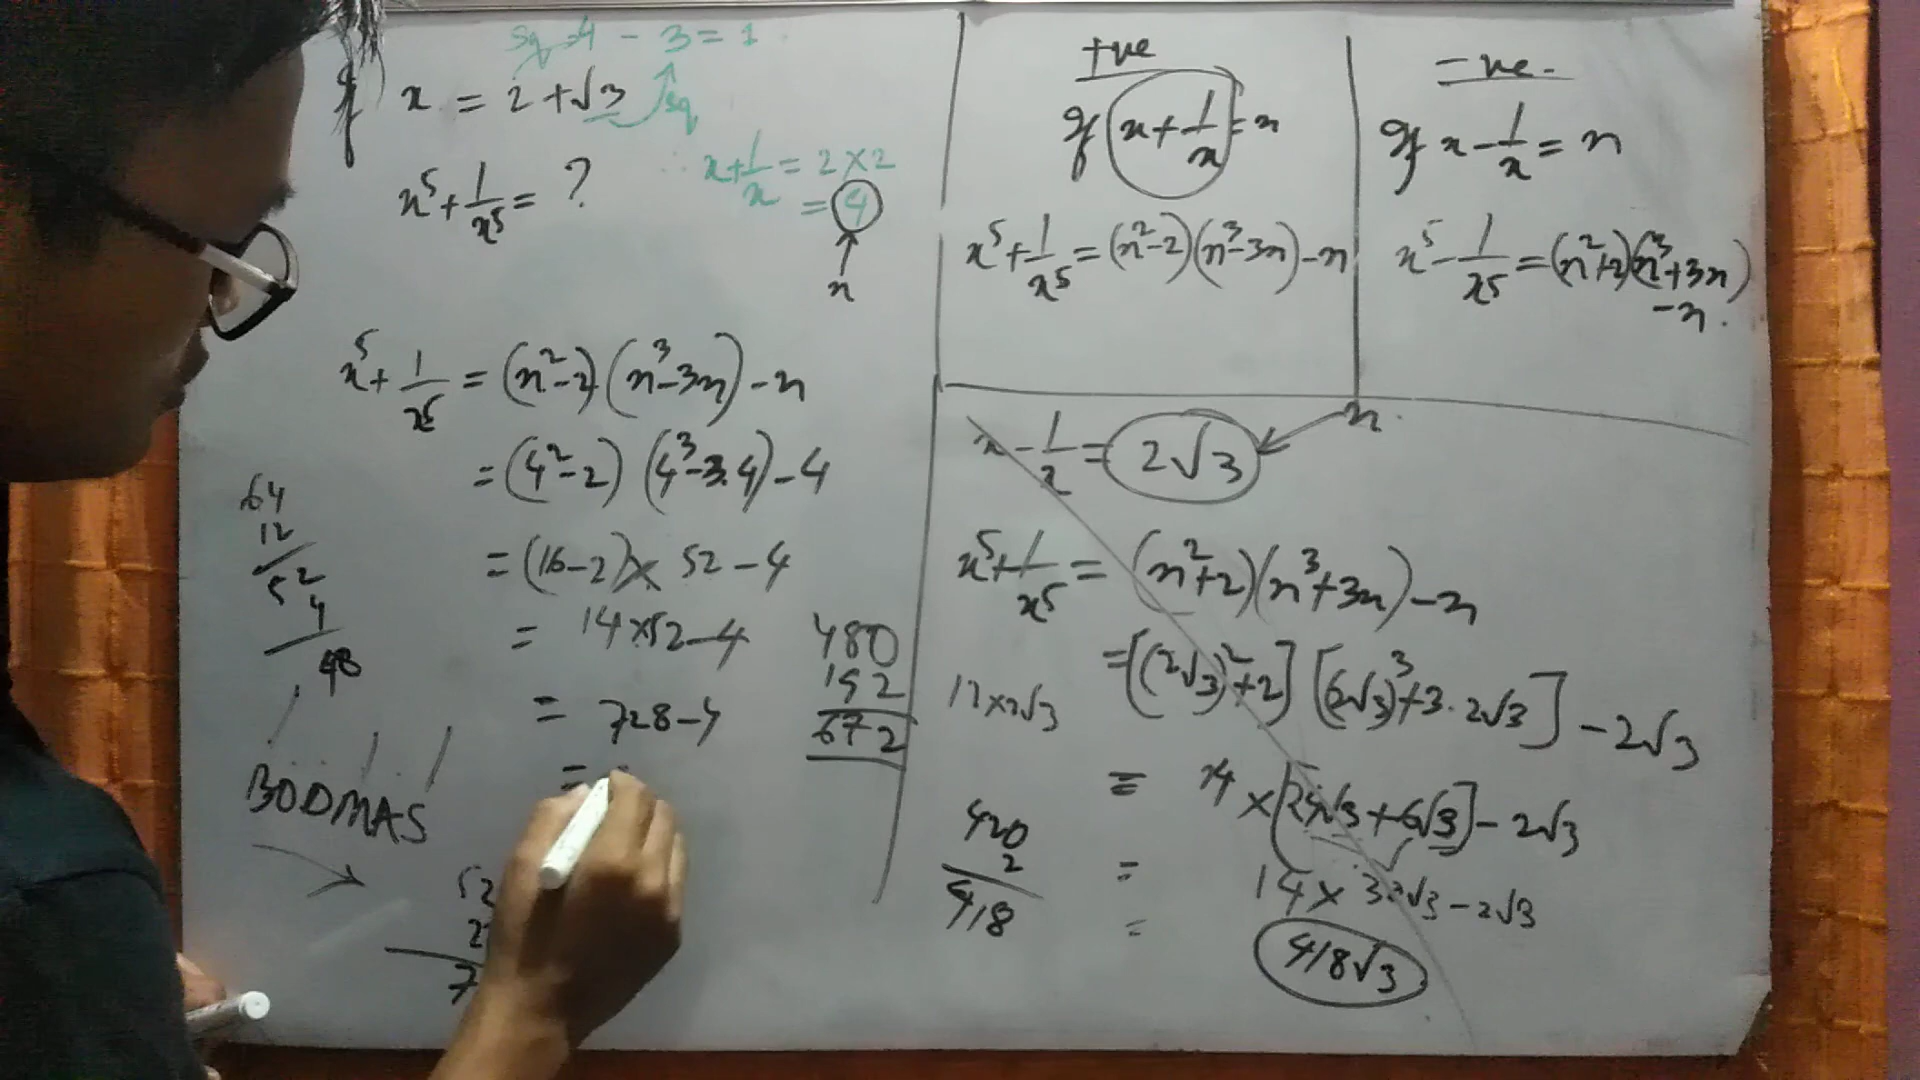 sq 4 - 3 = 1
If x = 2 + √3 sq
∴ x + 1/x = 2 × 2
= 4
n
x⁵ + 1/x⁵ = ?
x⁵ + 1/x⁵ = (n² - 2)(n³ - 3n) - n
= (4² - 2) (4³ - 3.4) - 4
= (16 - 2) × 52 - 4
= 14 × 52 - 4
= 728 - 4
=
64
12
52
4
48
BODMAS
52
7
480
192
672
+ve
If x + 1/x = n
x⁵ + 1/x⁵ = (n² - 2)(n³ - 3n) - n
-ve.
If x - 1/x = n
x⁵ - 1/x⁵ = (n² + 2)(n³ + 3n)
- n.
n.
x - 1/x = 2√3
x⁵ + 1/x⁵ = (n² + 2)(n³ + 3n) - n
= [(2√3)² + 2] [(2√3)³ + 3. 2√3] - 2√3
12 × 2√3
= 14 × [24√3 + 6√3] - 2√3
= 14 × 30√3 - 2√3
= 418√3
420
2
418